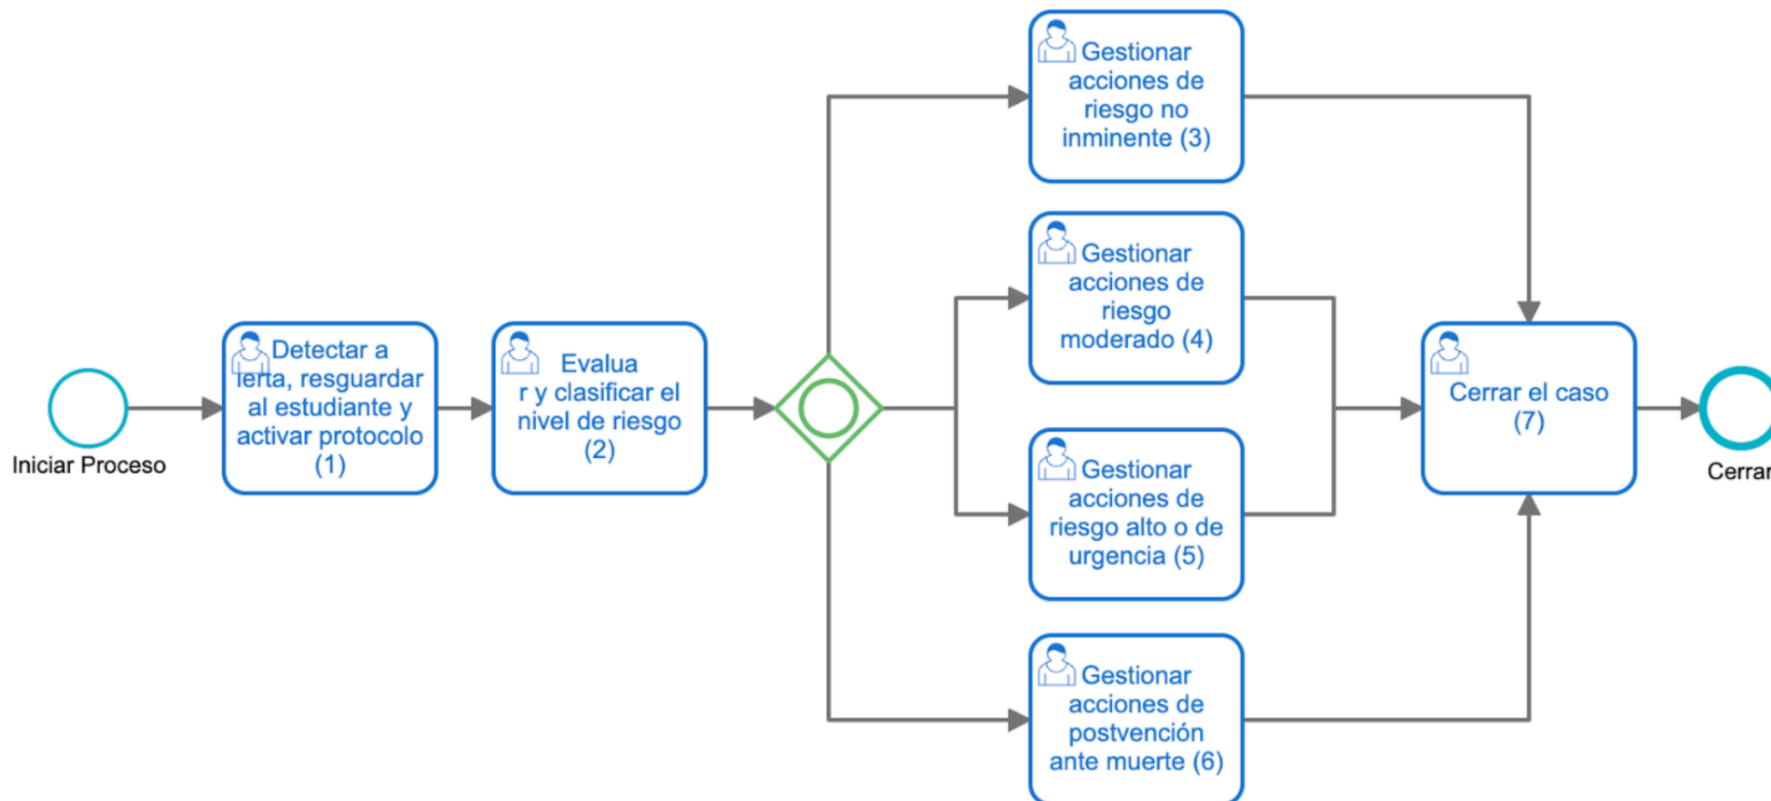 Iniciar Proceso
Detectar a
lerta, resguardar
al estudiante y
activar protocolo
(1)
Evalua
r y clasificar el
nivel de riesgo
(2)
Gestionar
acciones de
riesgo no
inminente (3)
Gestionar
acciones de
riesgo
moderado (4)
Gestionar
acciones de
riesgo alto o de
urgencia (5)
Gestionar
acciones de
postvención
ante muerte (6)
Cerrar el caso
(7)
Cerrar